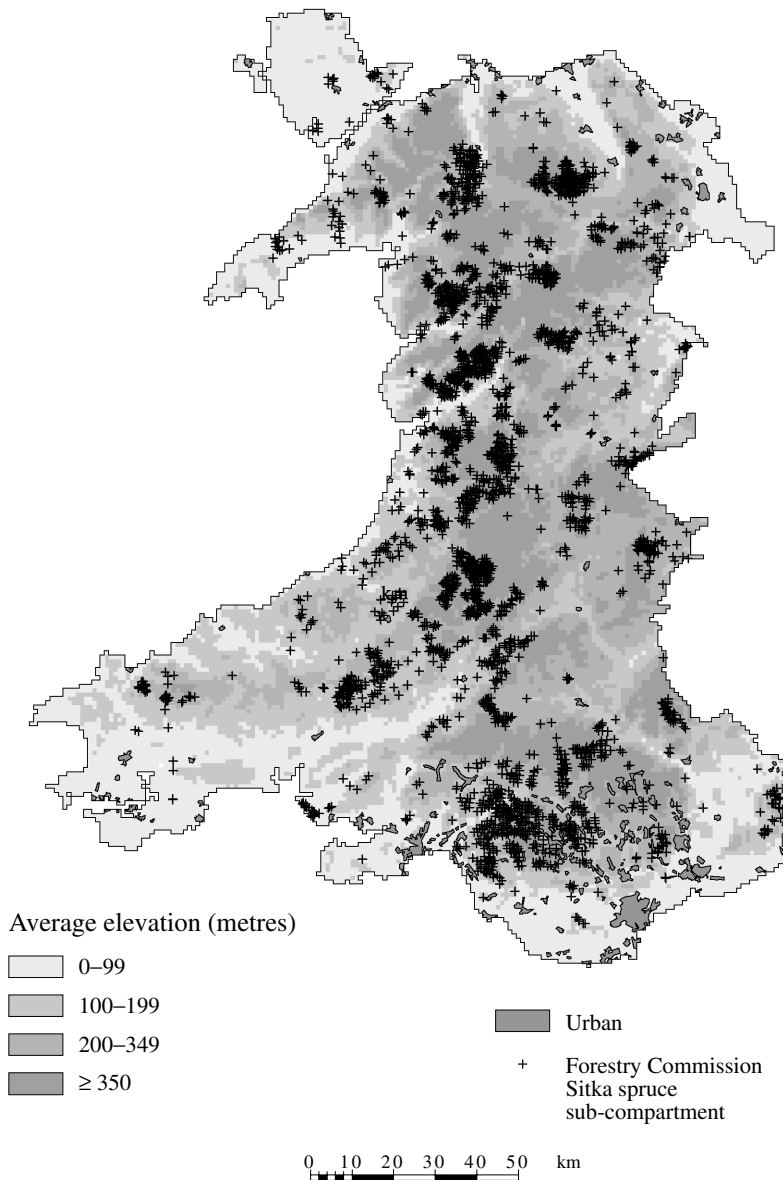 km
Average elevation (metres)
0–99
100–199
200–349
≥ 350
Urban
+ Forestry Commission
Sitka spruce
sub-compartment
0 10 20 30 40 50 km